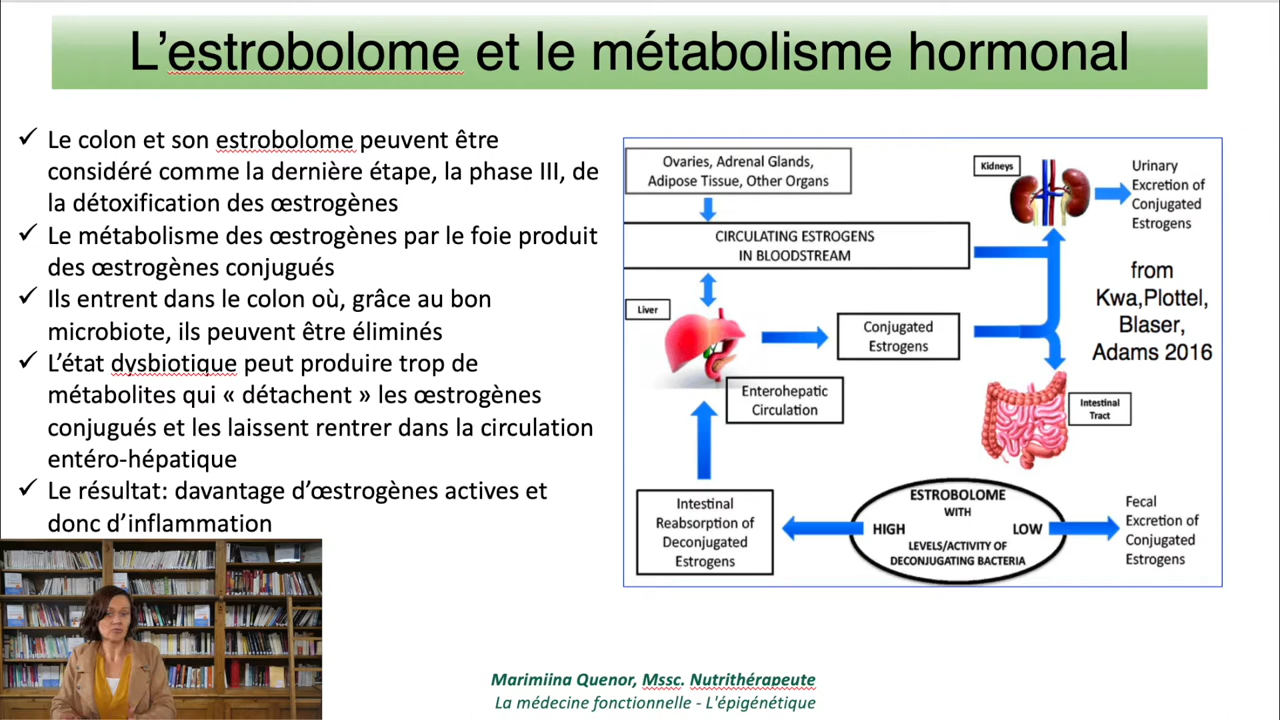 L'estrobolome et le métabolisme hormonal
✓ Le colon et son estrobolome peuvent être
considéré comme la dernière étape, la phase III, de
la détoxification des œstrogènes
✓ Le métabolisme des œstrogènes par le foie produit
des œstrogènes conjugués
✓ Ils entrent dans le colon où, grâce au bon
microbiote, ils peuvent être éliminés
✓ L'état dysbiotique peut produire trop de
métabolites qui « détachent » les œstrogènes
conjugués et les laissent rentrer dans la circulation
entéro-hépatique
✓ Le résultat: davantage d'œstrogènes actives et
donc d'inflammation
Ovaries, Adrenal Glands,
Adipose Tissue, Other Organs
CIRCULATING ESTROGENS
IN BLOODSTREAM
Kidneys
Urinary
Excretion of
Conjugated
Estrogens
from
Kwa,Plottel,
Blaser,
Adams 2016
Liver
Conjugated
Estrogens
Enterohepatic
Circulation
Intestinal
Tract
Intestinal
Reabsorption of
Deconjugated
Estrogens
ESTROBOLOME
WITH
HIGH LOW
LEVELS/ACTIVITY OF
DECONJUGATING BACTERIA
Fecal
Excretion of
Conjugated
Estrogens
Marimiina Quenor, Mssc. Nutrithérapeute
La médecine fonctionnelle - L'épigénétique